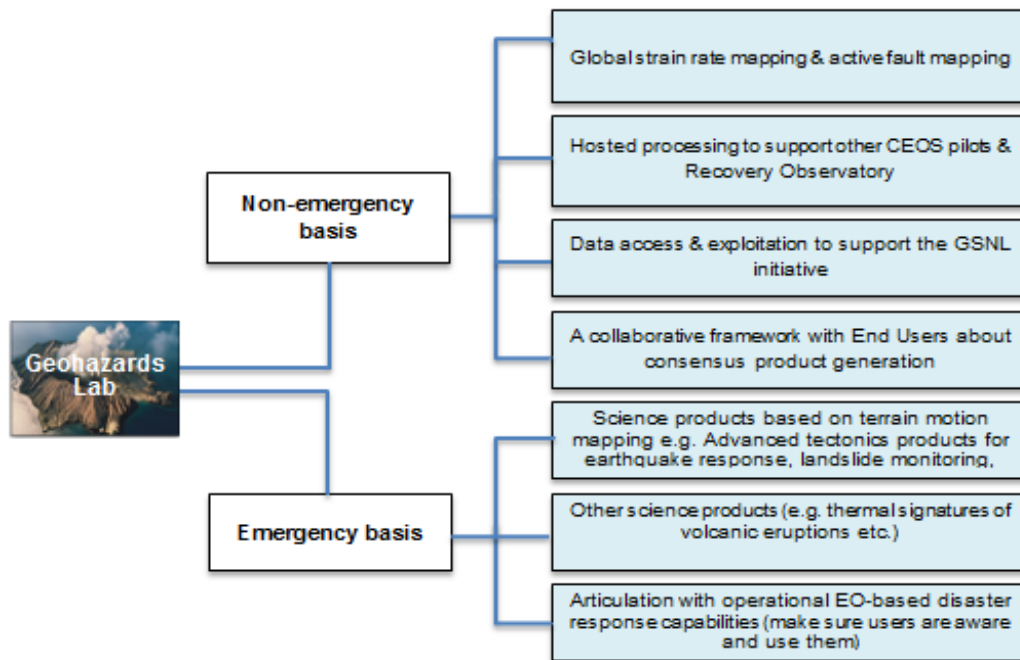 Global strain rate mapping & active fault mapping
Hosted processing to support other CEOS pilots &
Recovery Observatory
Non-emergency
basis
Data access & exploitation to support the GSNL
initiative
A collaborative framework with End Users about
consensus product generation
Geohazards
Lab
Science products based on terrain motion
mapping e.g. Advanced tectonics products for
earthquake response, landslide monitoring,
Emergency basis
Other science products (e.g. thermal signatures of
volcanic eruptions etc.)
Articulation with operational EO-based disaster
response capabilities (make sure users are aware
and use them)